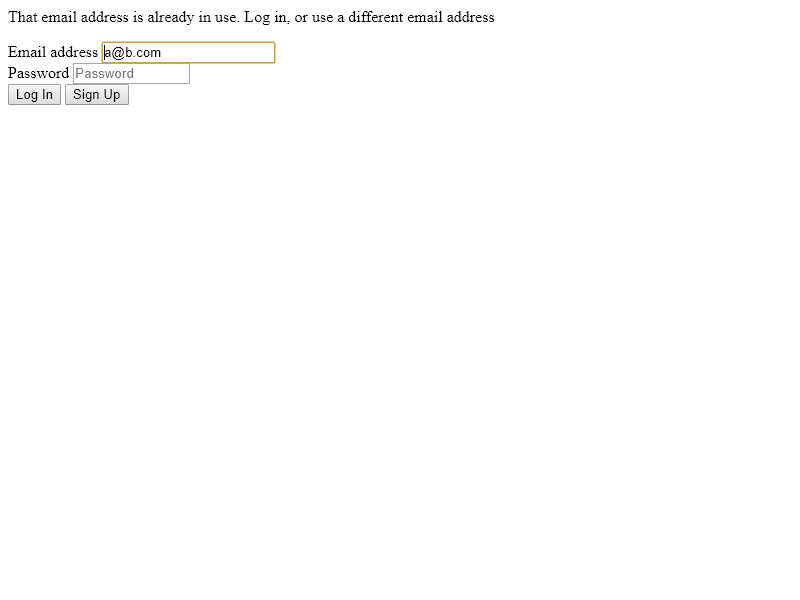 That email address is already in use. Log in, or use a different email address
Email address a@b.com
Password Password
Log In Sign Up